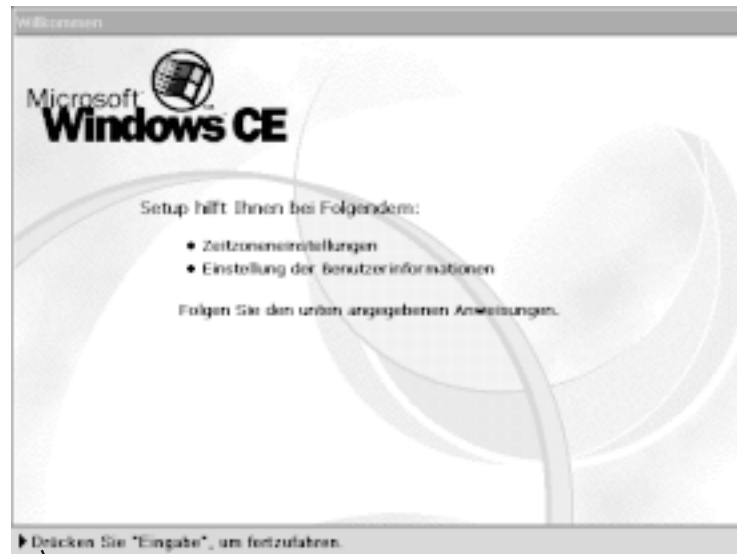 Willkommen
Microsoft
Windows CE
Setup hilft Ihnen bei Folgendem:
• Zeitzoneneinstellungen
• Einstellung der Benutzerinformationen
Folgen Sie den unten angegebenen Anweisungen.
Drücken Sie "Eingabe", um fortzufahren.